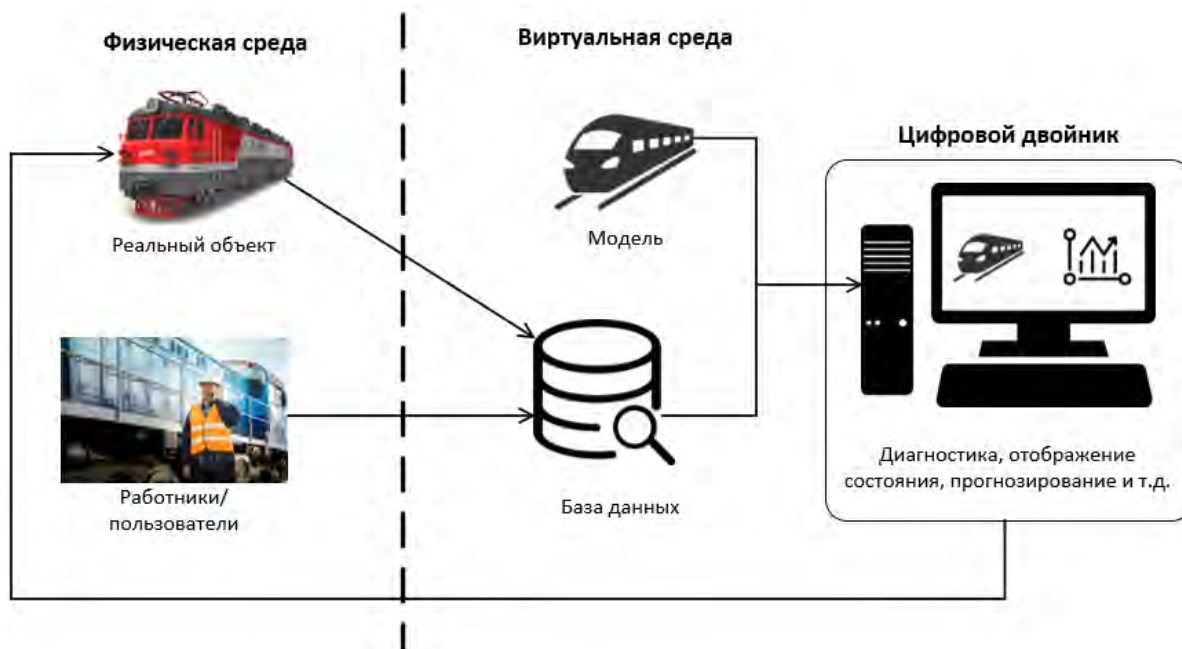 Физическая среда
Виртуальная среда
Цифровой двойник
Реальный объект
Модель
Работники/
пользователи
База данных
Диагностика, отображение
состояния, прогнозирование и т.д.